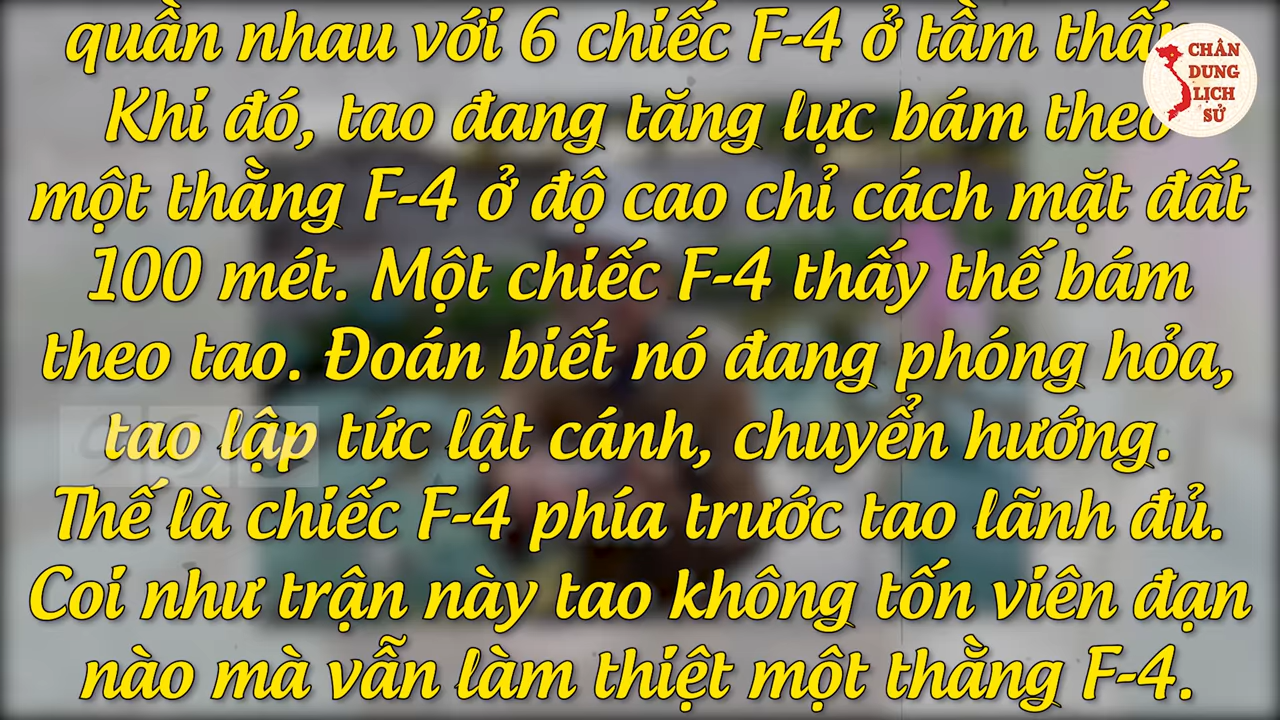 quần nhau với 6 chiếc F-4 ở tầm thấp
Khi đó, tao đang tăng lực bám theo
một thằng F-4 ở độ cao chỉ cách mặt đất
100 mét. Một chiếc F-4 thấy thế bám
theo tao. Đoán biết nó đang phóng hỏa,
tao lập tức lật cánh, chuyển hướng.
Thế là chiếc F-4 phía trước tao lãnh đủ.
Coi như trận này tao không tốn viên đạn
nào mà vẫn làm thiệt một thằng F-4.
CHÂN
DUNG
LỊCH
SỬ